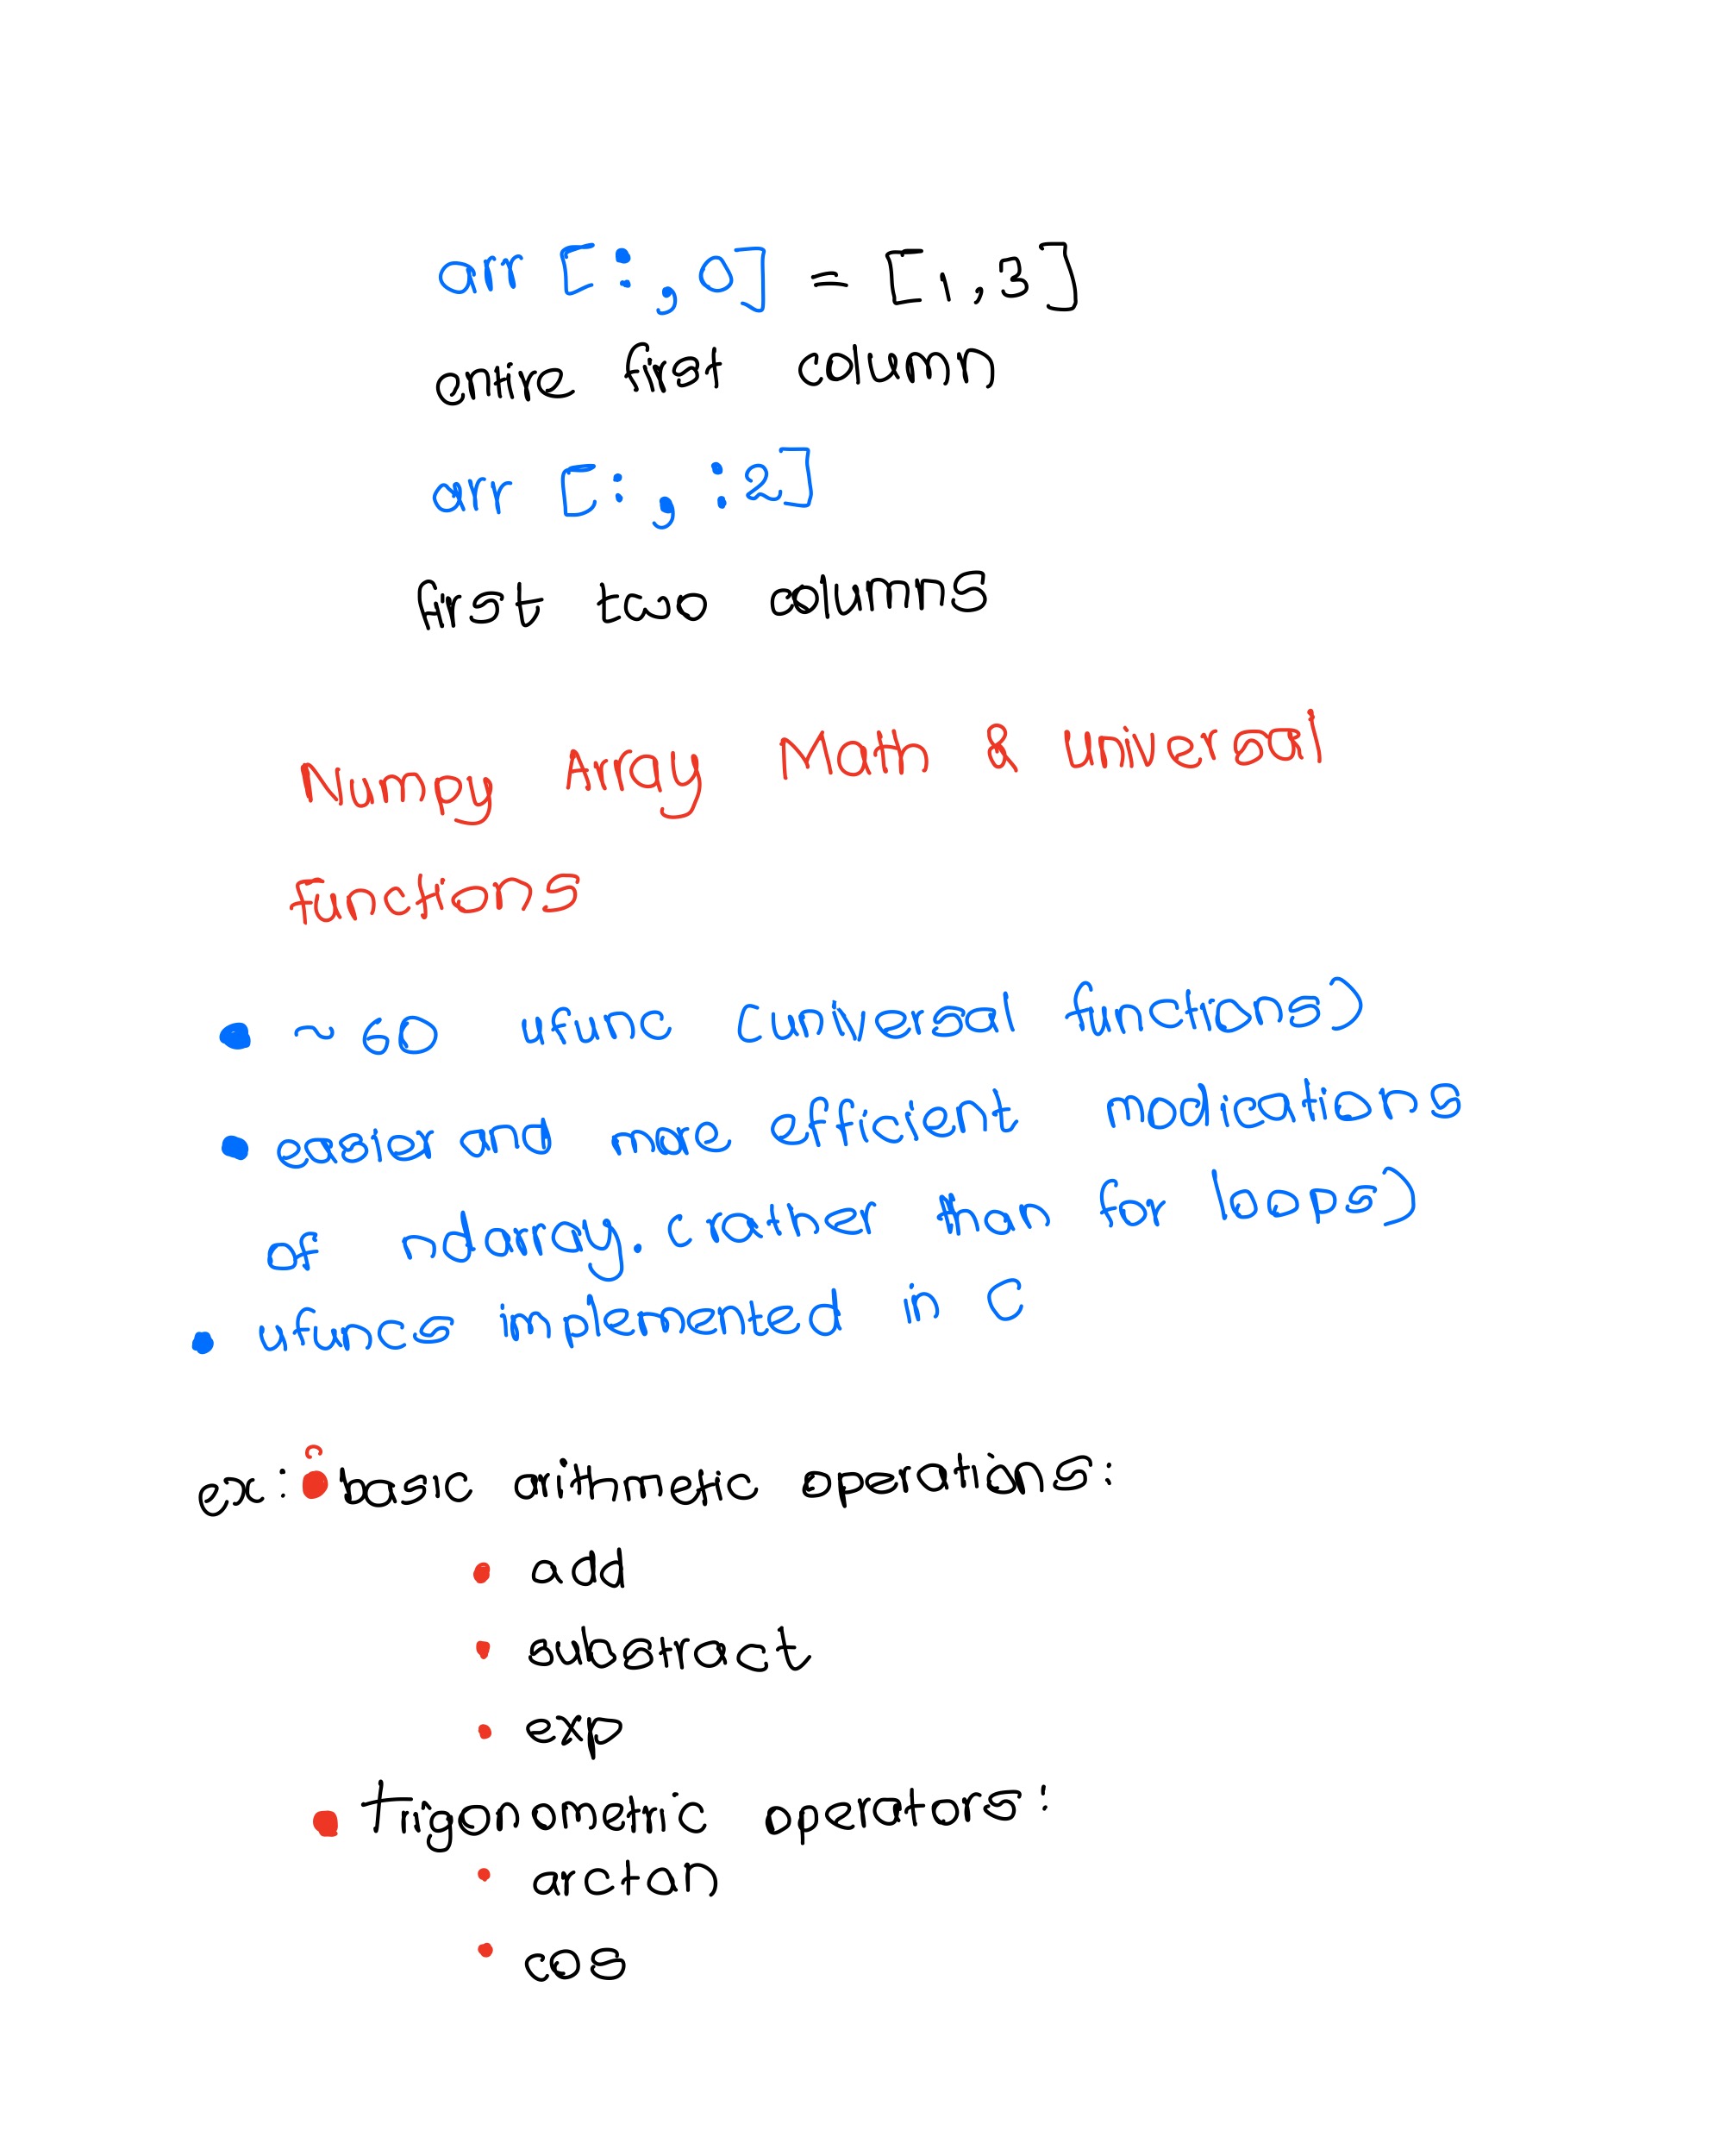 arr [:, 0] = [1,3]
entire first column
arr [:, :2]
first two columns
Numpy Array Math & Universal
functions
• ~ 60 ufunc (universal functions)
• easier and more efficient modications
of ndarray. (rather than for loops)
• ufuncs implemented in C
ex: • basic arithmetic operations:
• add
• substract
• exp
• trigonometric operators:
• arctan
• cos